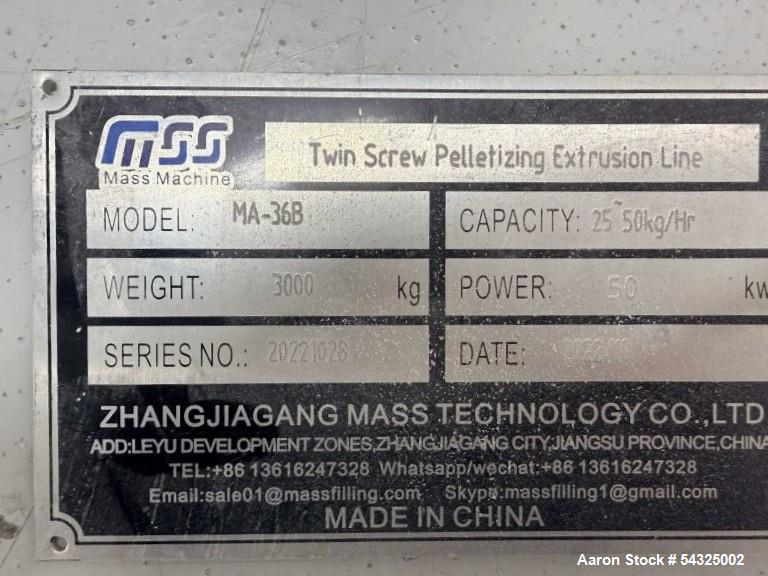 MSS
Mass Machine
Twin Screw Pelletizing Extrusion Line
MODEL: MA-36B
CAPACITY: 25~50kg/Hr
WEIGHT: 3000 kg
POWER: 50 kw
SERIES NO.: 20221028
DATE:
ZHANGJIAGANG MASS TECHNOLOGY CO.,LTD
ADD:LEYU DEVELOPMENT ZONES,ZHANGJIAGANG CITY,JIANGSU PROVINCE,CHINA
TEL:+86 13616247328 Whatsapp/wechat:+86 13616247328
Email:sale01@massfilling.com Skype:massfilling1@gmail.com
MADE IN CHINA
Aaron Stock # 54325002